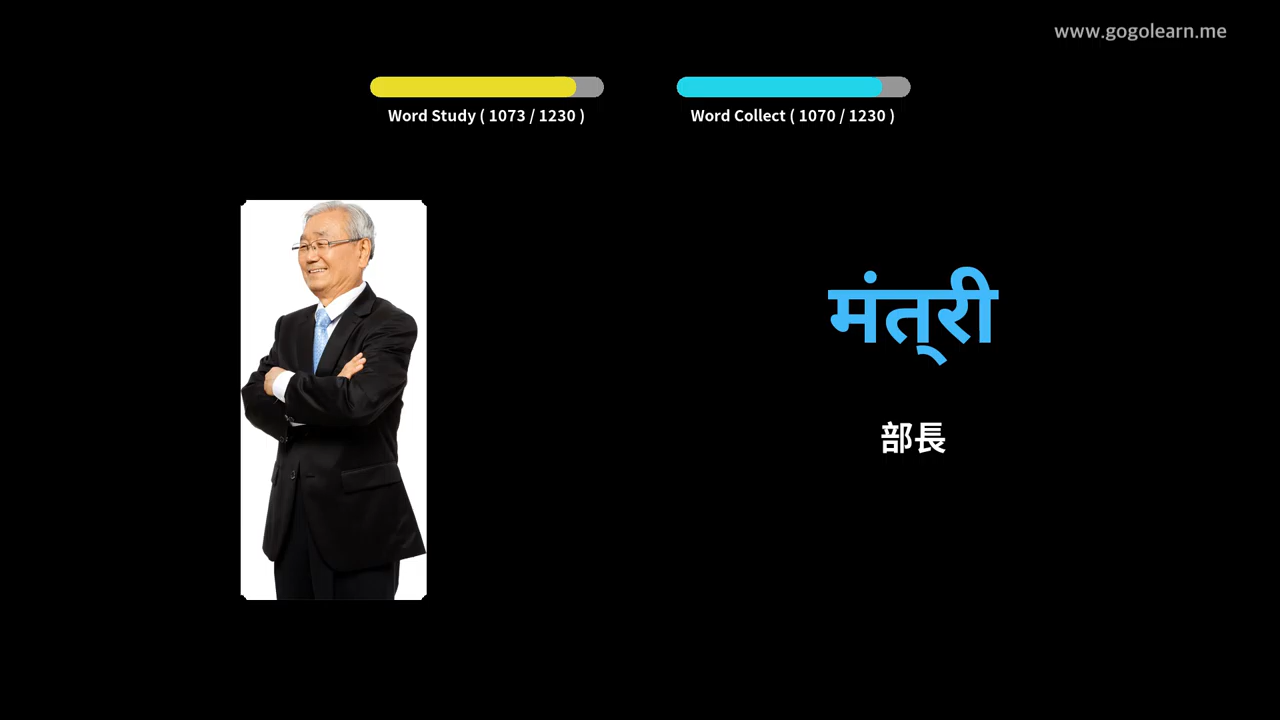 www.gogolearn.me
Word Study ( 1073 / 1230 )
Word Collect ( 1070 / 1230 )
मंत्‌री
部長